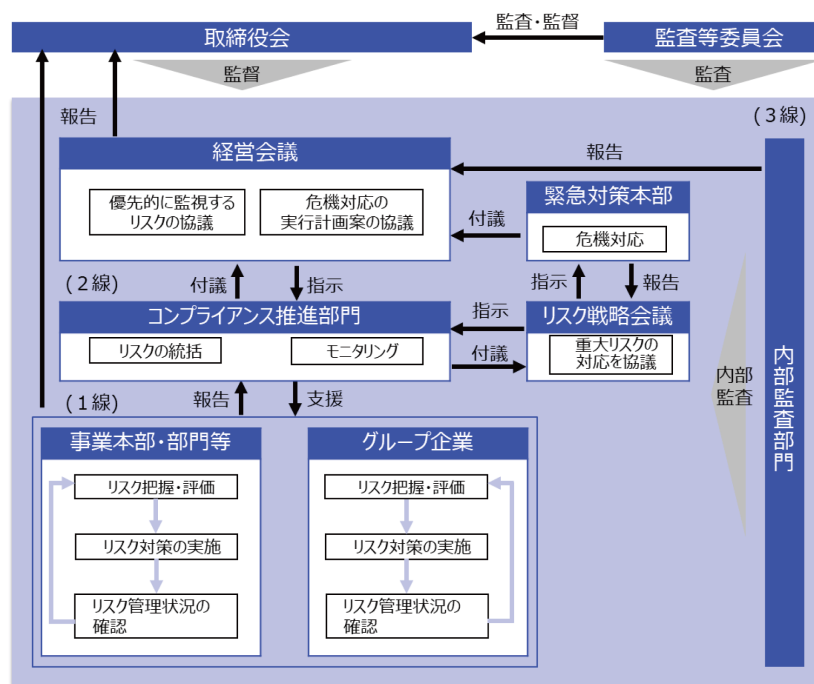 取締役会
監査・監督
監査等委員会
監督
監査
報告
(3線)
経営会議
報告
優先的に監視する
リスクの協議
危機対応の
実行計画案の協議
緊急対策本部
付議
危機対応
(2線)
付議
指示
指示
報告
コンプライアンス推進部門
指示
リスク戦略会議
リスクの統括
モニタリング
付議
重大リスクの
対応を協議
内部
監査
内部監査部門
(1線)
報告
支援
事業本部・部門等
グループ企業
リスク把握・評価
リスク対策の実施
リスク管理状況の
確認
リスク把握・評価
リスク対策の実施
リスク管理状況の
確認